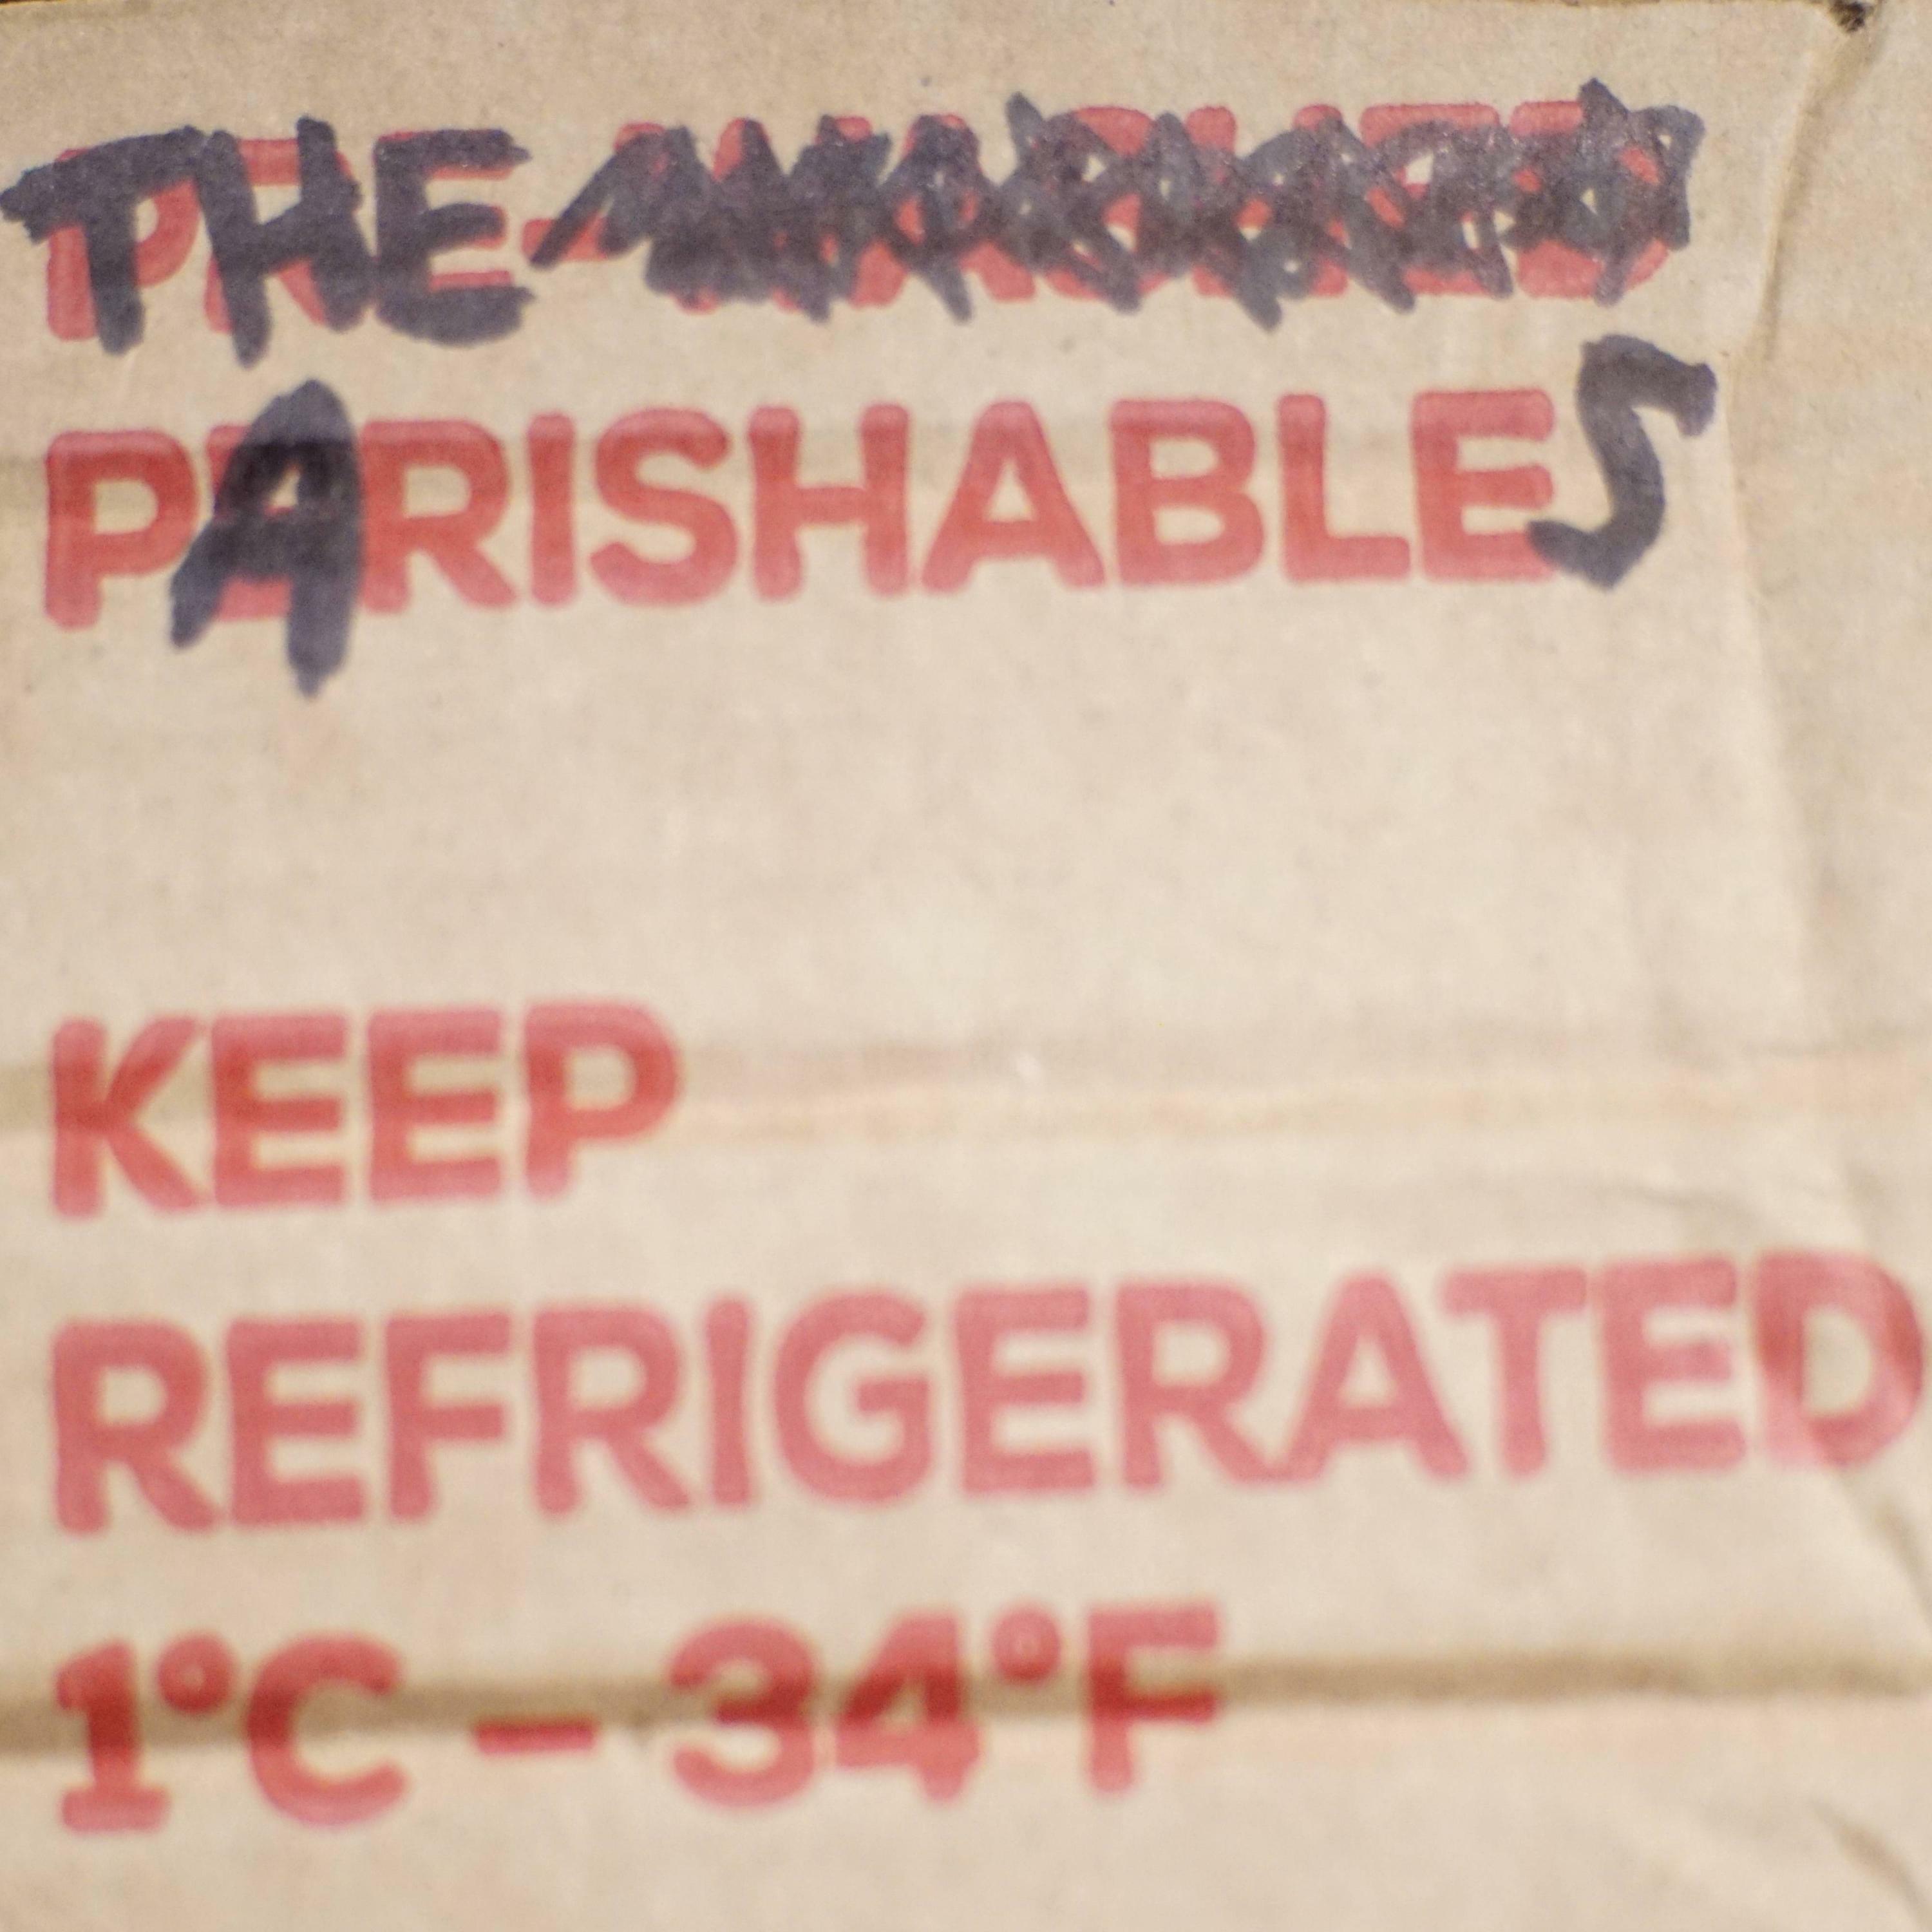 THE
PARISHABLES
KEEP
REFRIGERATED
1°C – 34°F